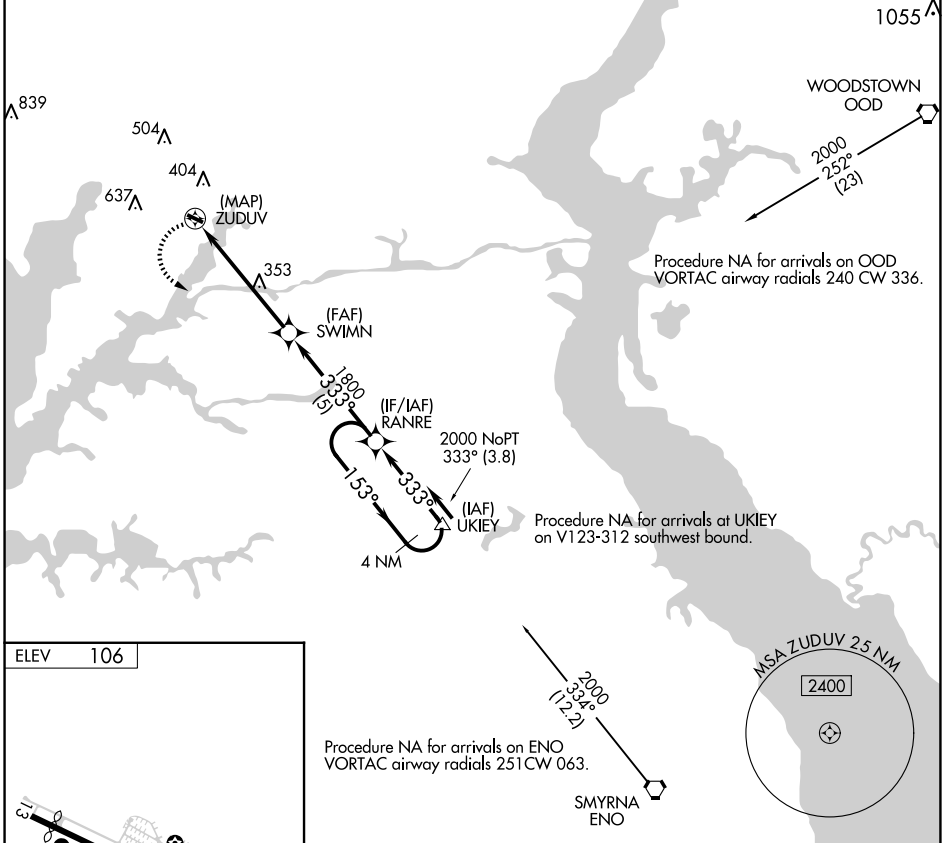 1055
WOODSTOWN
OOD
839
504
404
637
(MAP)
ZUDUV
2000
252°
(23)
Procedure NA for arrivals on OOD
VORTAC airway radials 240 CW 336.
353
(FAF)
SWIMN
1800
333°
(5)
(IF/IAF)
RANRE
2000 NoPT
333° (3.8)
333°
153°
(IAF)
UKIEY
4 NM
Procedure NA for arrivals at UKIEY
on V123-312 southwest bound.
ELEV 106
MSA ZUDUV 25 NM
2400
2000
334°
(12.2)
Procedure NA for arrivals on ENO
VORTAC airway radials 251CW 063.
SMYRNA
ENO
13